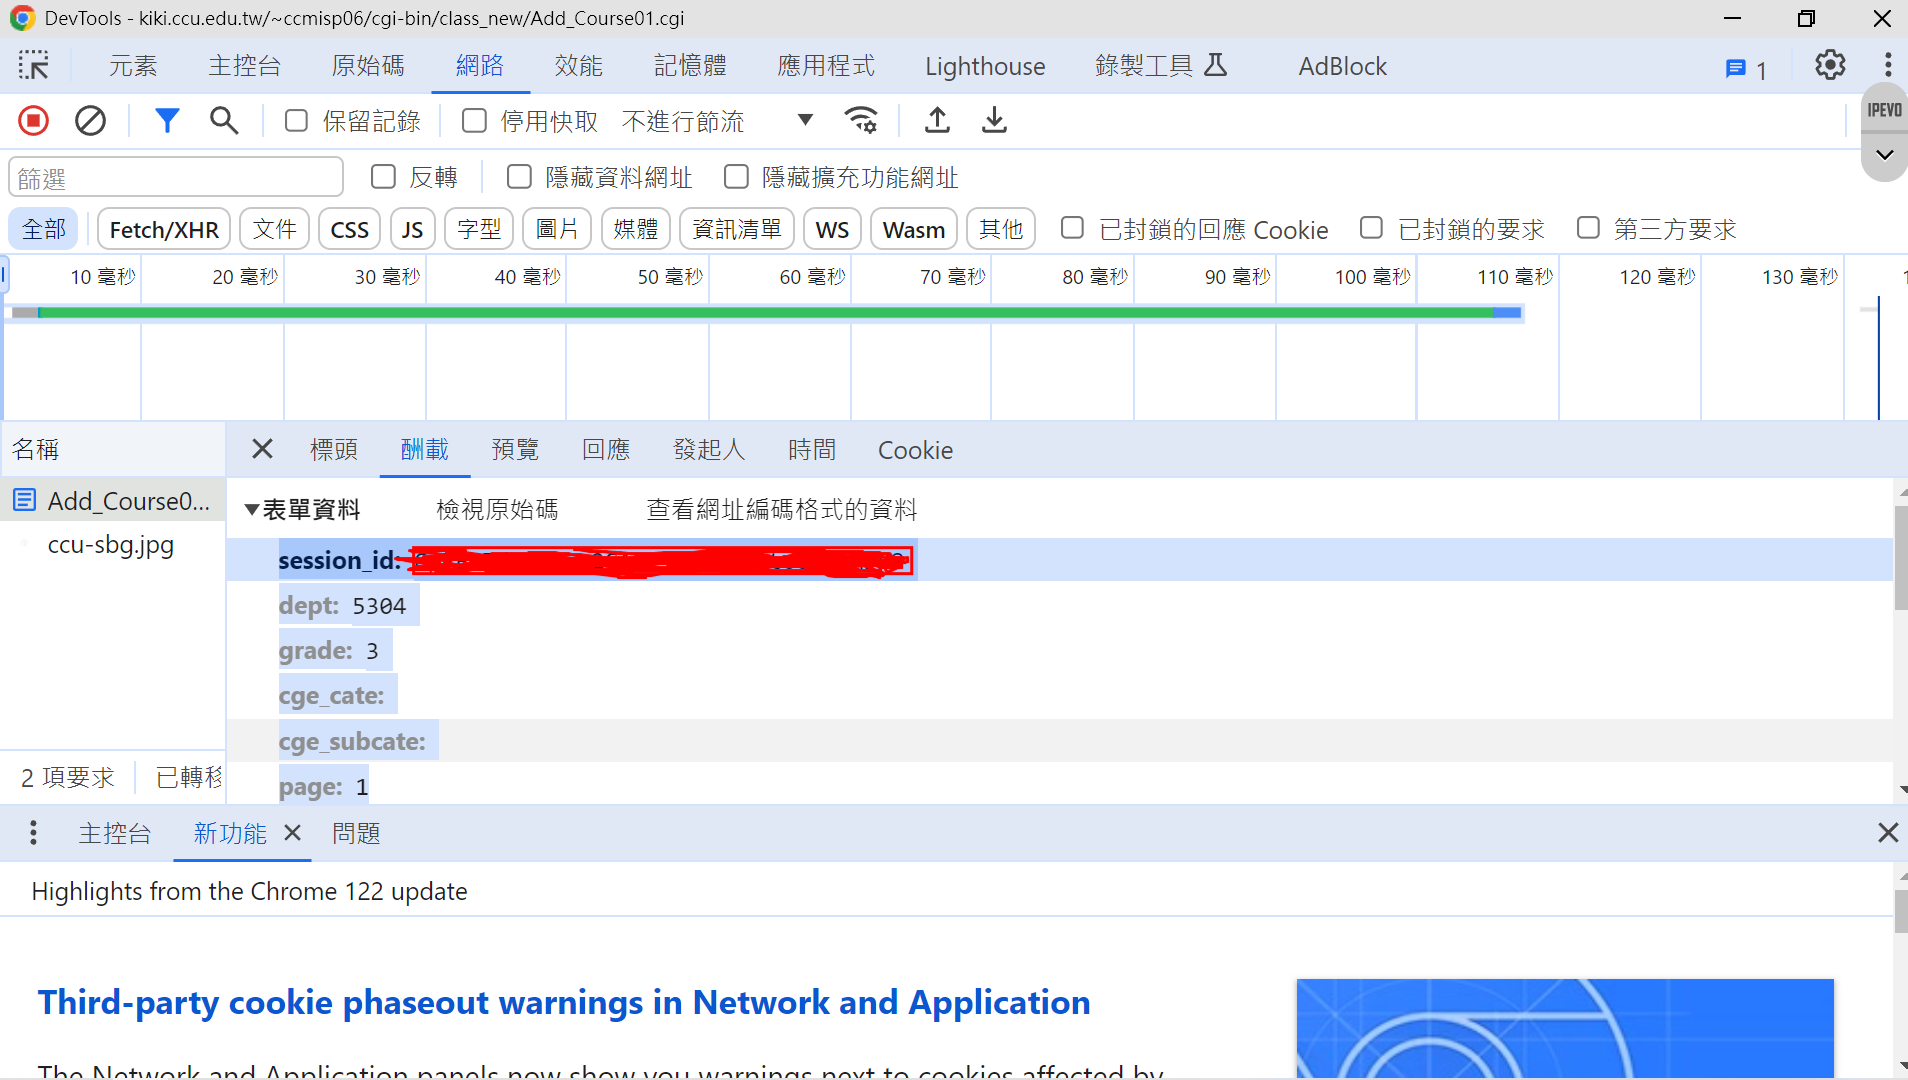 DevTools - kiki.ccu.edu.tw/~ccmisp06/cgi-bin/class_new/Add_Course01.cgi
元素 主控台 原始碼 網路 效能 記憶體 應用程式 Lighthouse 錄製工具 AdBlock 1
保留記錄 停用快取 不進行節流
IPEVO
篩選 反轉 隱藏資料網址 隱藏擴充功能網址
全部 Fetch/XHR 文件 CSS JS 字型 圖片 媒體 資訊清單 WS Wasm 其他 已封鎖的回應 Cookie 已封鎖的要求 第三方要求
10 毫秒 20 毫秒 30 毫秒 40 毫秒 50 毫秒 60 毫秒 70 毫秒 80 毫秒 90 毫秒 100 毫秒 110 毫秒 120 毫秒 130 毫秒
名稱 標頭 酬載 預覽 回應 發起人 時間 Cookie
Add_Course0...
ccu-sbg.jpg
▼表單資料 檢視原始碼 查看網址編碼格式的資料
session_id:
dept: 5304
grade: 3
cge_cate:
cge_subcate:
page: 1
2 項要求 已轉移
主控台 新功能 問題
Highlights from the Chrome 122 update
Third-party cookie phaseout warnings in Network and Application
The Network and Application panels now show you warnings next to cookies affected by